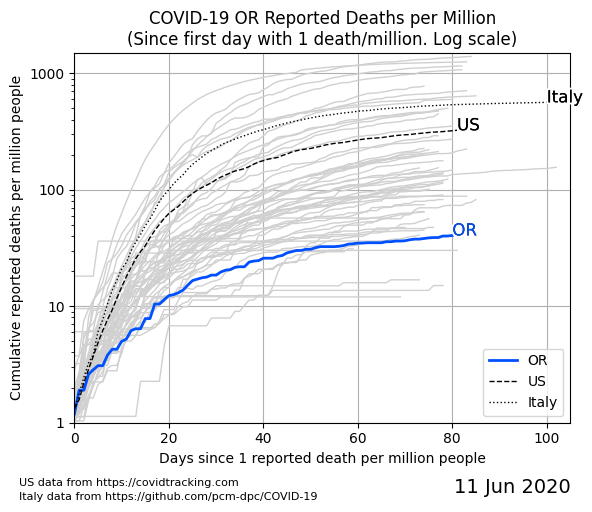 COVID-19 OR Reported Deaths per Million
(Since first day with 1 death/million. Log scale)
Cumulative reported deaths per million people
1000
100
10
1
Italy
US
OR
OR
US
Italy
0 20 40 60 80 100
Days since 1 reported death per million people
US data from https://covidtracking.com
Italy data from https://github.com/pcm-dpc/COVID-19
11 Jun 2020